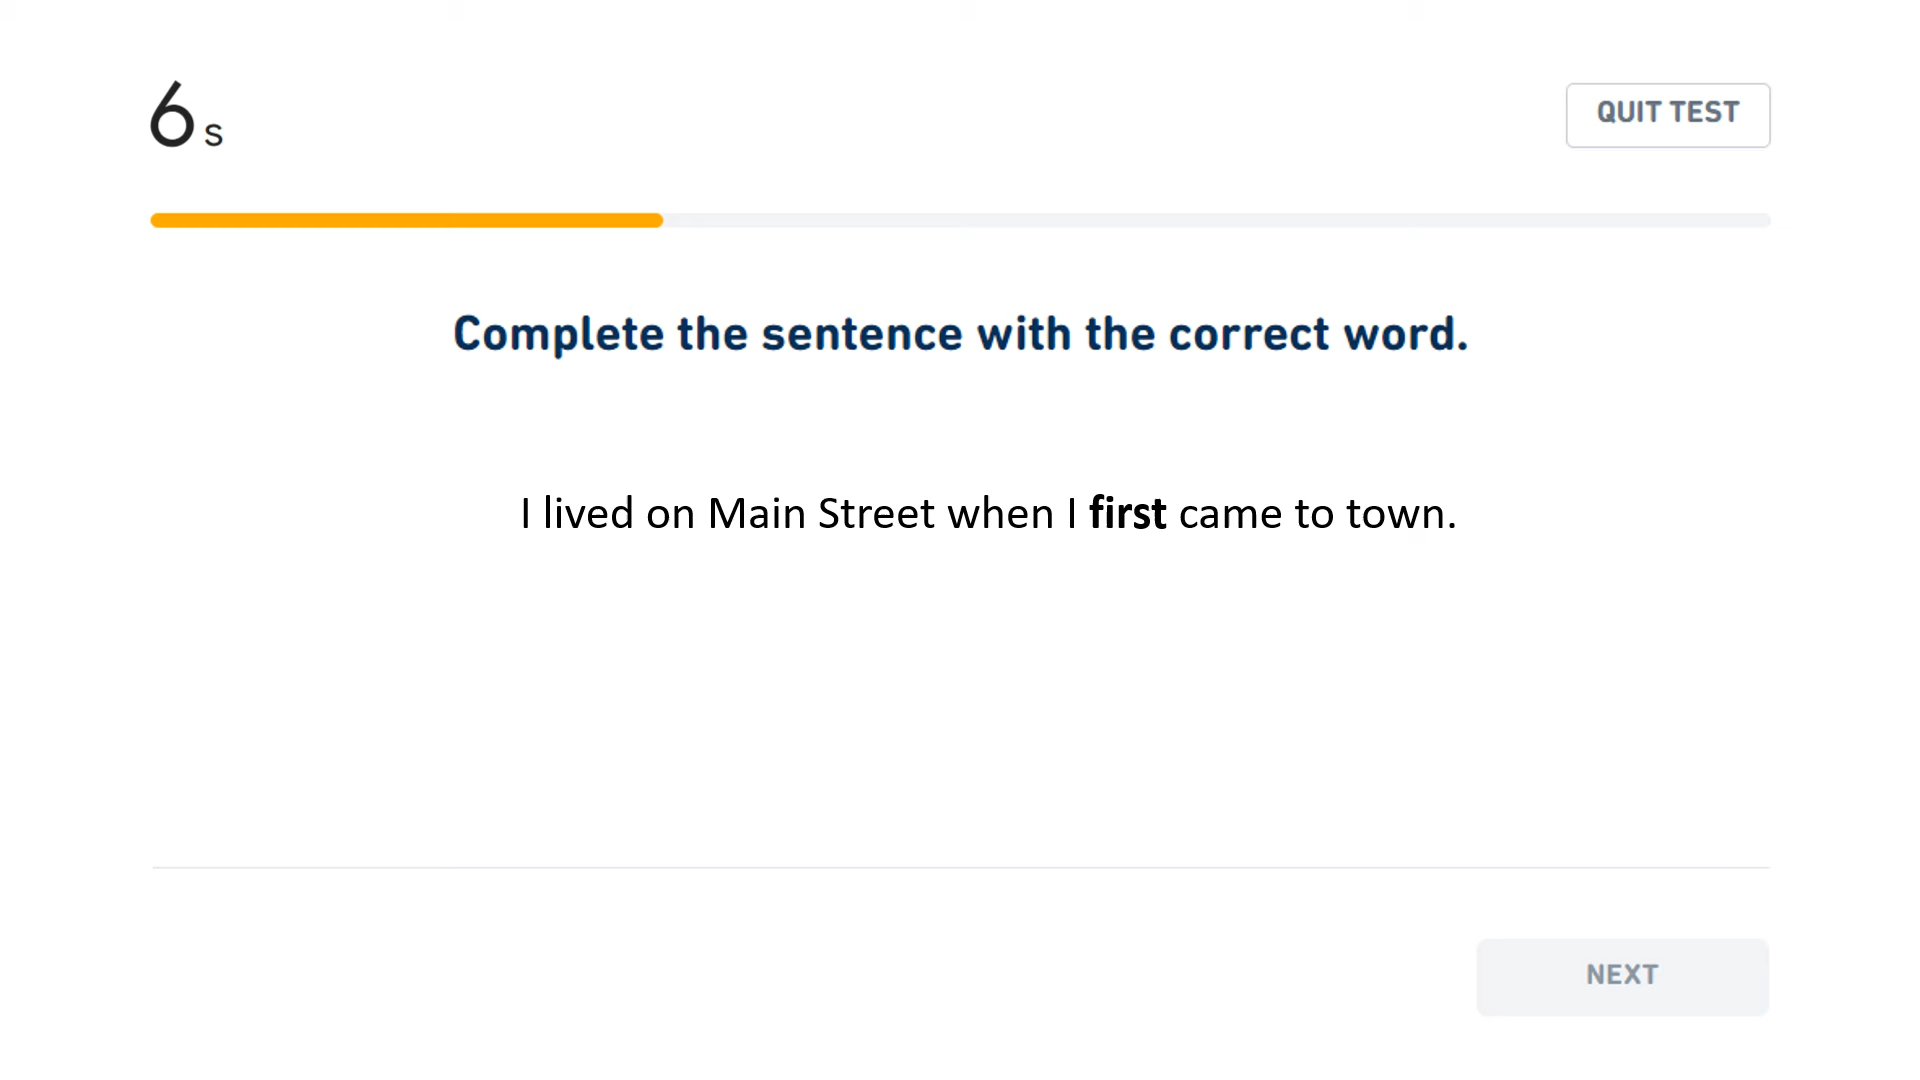 6 s
QUIT TEST
Complete the sentence with the correct word.
I lived on Main Street when I first came to town.
NEXT